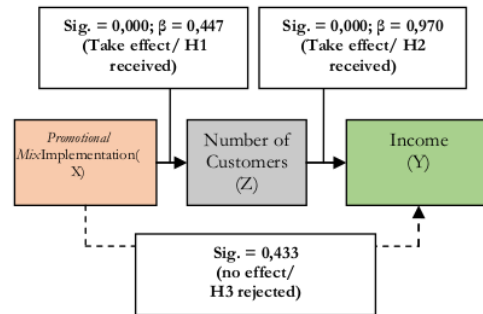 Sig. = 0,000; β = 0,447
(Take effect/ H1
received)
Sig. = 0,000; β = 0,970
(Take effect/ H2
received)
Promotional
MixImplementation(
X)
Number of
Customers
(Z)
Income
(Y)
Sig. = 0,433
(no effect/
H3 rejected)